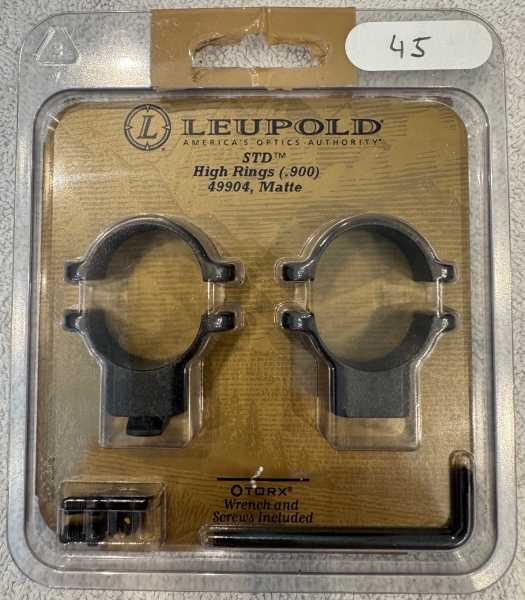 45
LEUPOLD®
AMERICA'S OPTICS AUTHORITY®
STD™
High Rings (.900)
49904, Matte
TORX®
Wrench and
Screws Included